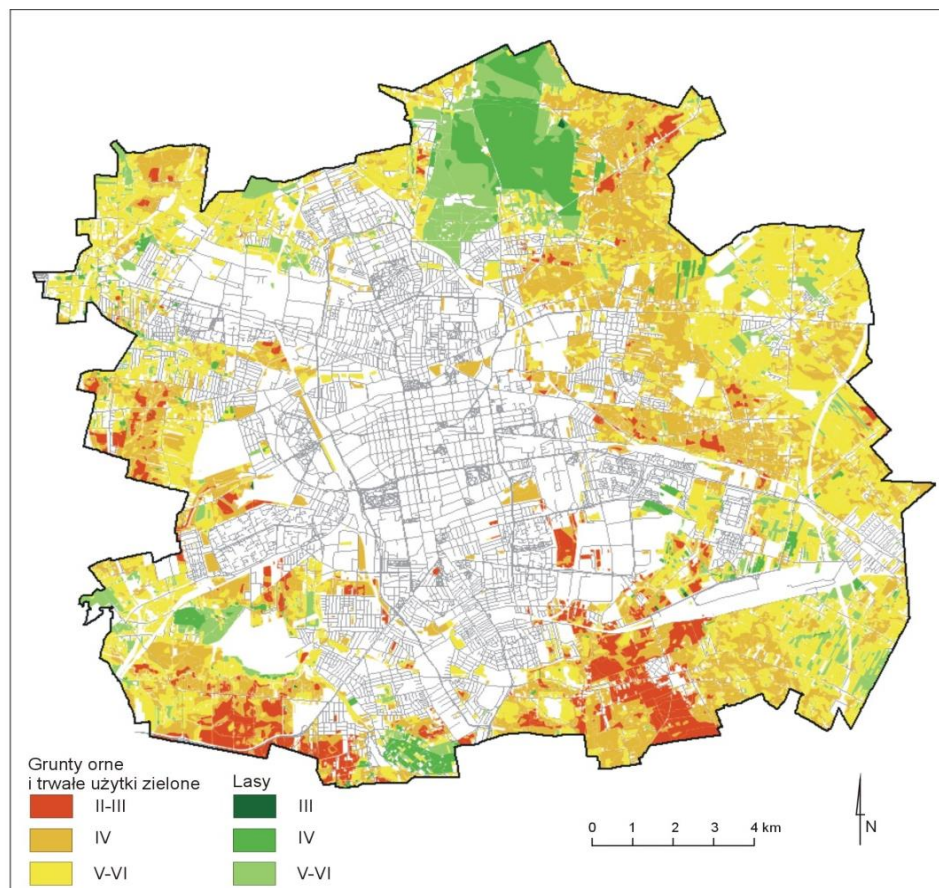 Grunty orne
i trwałe użytki zielone
II-III
IV
V-VI
Lasy
III
IV
V-VI
0 1 2 3 4 km
N